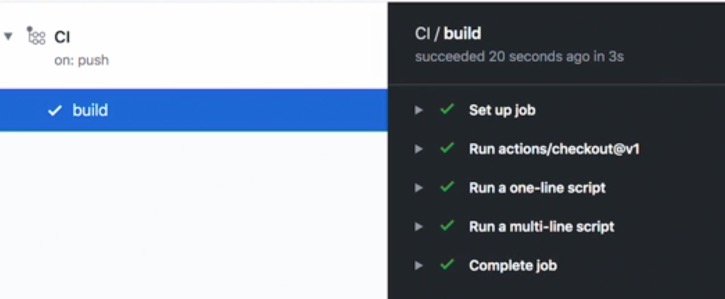 CI
on: push
build
CI / build
succeeded 20 seconds ago in 3s
Set up job
Run actions/checkout@v1
Run a one-line script
Run a multi-line script
Complete job